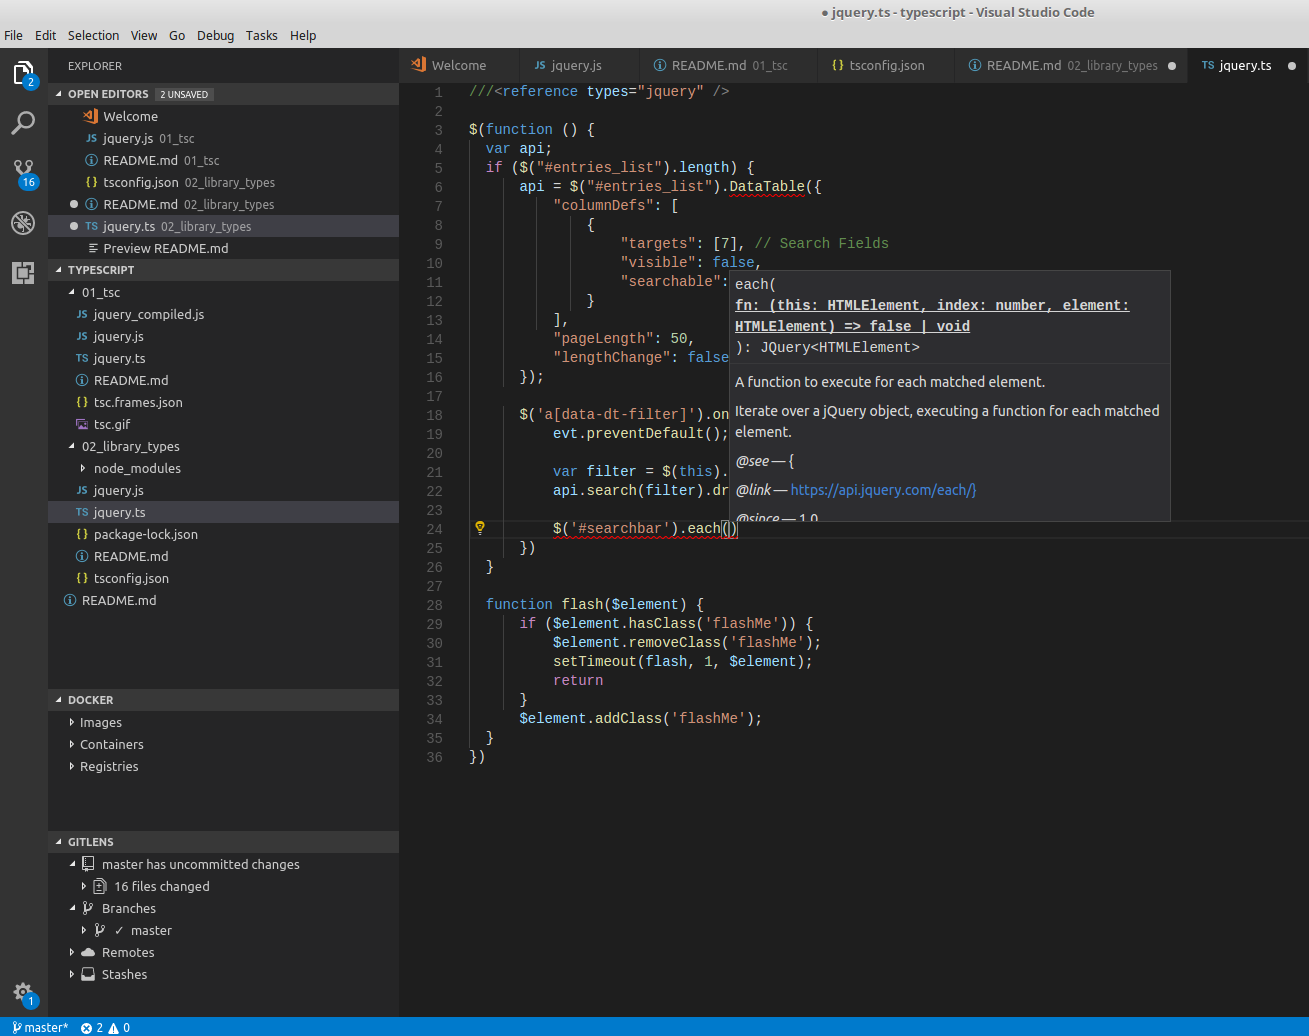 ● jquery.ts - typescript - Visual Studio Code
File Edit Selection View Go Debug Tasks Help
2
16
1
EXPLORER
OPEN EDITORS 2 UNSAVED
Welcome
JS jquery.js 01_tsc
README.md 01_tsc
{} tsconfig.json 02_library_types
● README.md 02_library_types
● TS jquery.ts 02_library_types
Preview README.md
TYPESCRIPT
01_tsc
JS jquery_compiled.js
JS jquery.js
TS jquery.ts
README.md
{} tsc.frames.json
tsc.gif
02_library_types
node_modules
JS jquery.js
TS jquery.ts
{} package-lock.json
README.md
{} tsconfig.json
README.md
DOCKER
Images
Containers
Registries
GITLENS
master has uncommitted changes
16 files changed
Branches
✓ master
Remotes
Stashes
Welcome JS jquery.js README.md 01_tsc {} tsconfig.json README.md 02_library_types ● TS jquery.ts ●
1 ///<reference types="jquery" />
2
3 $(function () {
4 var api;
5 if ($("#entries_list").length) {
6 api = $("#entries_list").DataTable({
7 "columnDefs": [
8 {
9 "targets": [7], // Search Fields
10 "visible": false,
11 "searchable":
12 }
13 ],
14 "pageLength": 50,
15 "lengthChange": false
16 });
17
18 $('a[data-dt-filter]').on
19 evt.preventDefault();
20
21 var filter = $(this).
22 api.search(filter).dr
23
24 $('#searchbar').each()
25 })
26 }
27
28 function flash($element) {
29 if ($element.hasClass('flashMe')) {
30 $element.removeClass('flashMe');
31 setTimeout(flash, 1, $element);
32 return
33 }
34 $element.addClass('flashMe');
35 }
36 })
each(
fn: (this: HTMLElement, index: number, element:
HTMLElement) => false | void
): JQuery<HTMLElement>
A function to execute for each matched element.
Iterate over a jQuery object, executing a function for each matched
element.
@see — {
@link — https://api.jquery.com/each/}
@since — 1.0
master* 2 0